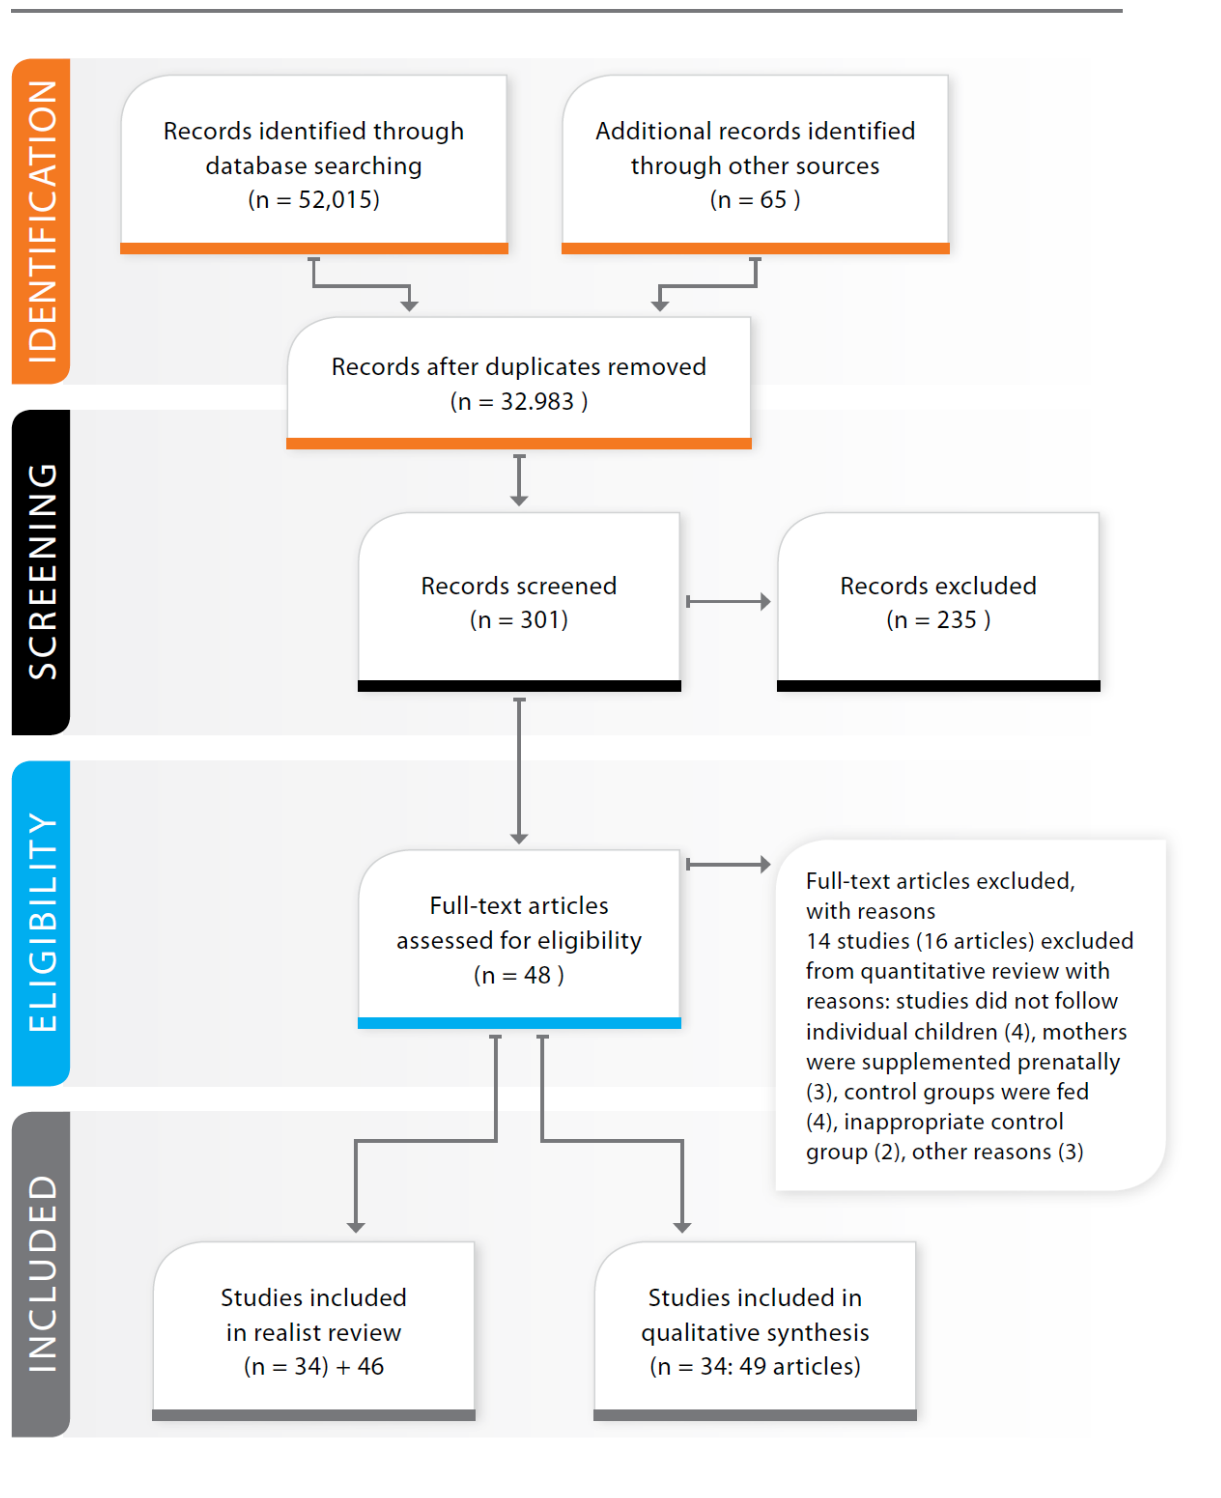 IDENTIFICATION
Records identified through
database searching
(n = 52,015)
Additional records identified
through other sources
(n = 65 )
Records after duplicates removed
(n = 32.983 )
SCREENING
Records screened
(n = 301)
Records excluded
(n = 235 )
ELIGIBILITY
Full-text articles
assessed for eligibility
(n = 48 )
Full-text articles excluded,
with reasons
14 studies (16 articles) excluded
from quantitative review with
reasons: studies did not follow
individual children (4), mothers
were supplemented prenatally
(3), control groups were fed
(4), inappropriate control
group (2), other reasons (3)
INCLUDED
Studies included
in realist review
(n = 34) + 46
Studies included in
qualitative synthesis
(n = 34: 49 articles)